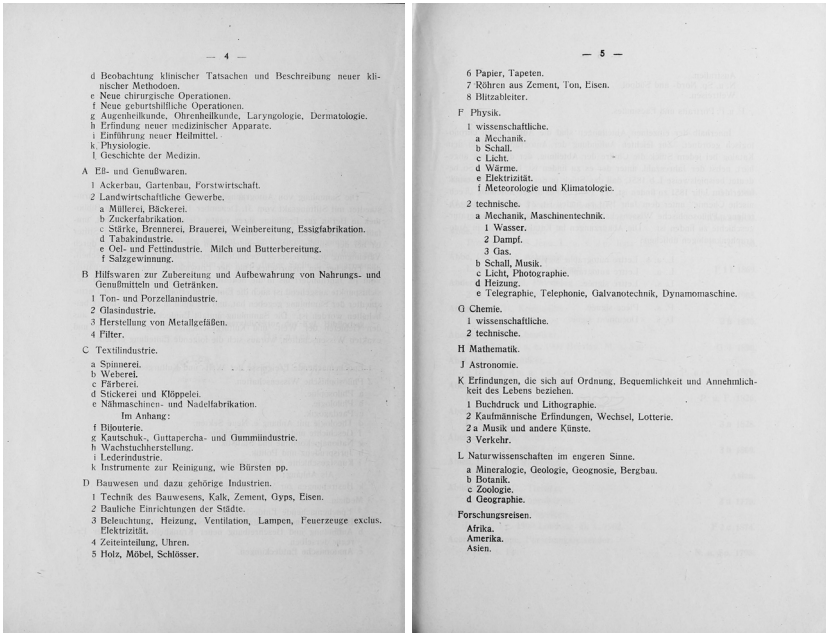 — 4 —
d Beobachtung klinischer Tatsachen und Beschreibung neuer kli-
nischer Methodoen.
e Neue chirurgische Operationen.
f Neue geburtshilfliche Operationen.
g Augenheilkunde, Ohrenheilkunde, Laryngologie, Dermatologie.
h Erfindung neuer medizinischer Apparate.
i Einführung neuer Heilmittel.
k. Physiologie.
l. Geschichte der Medizin.
A Eß- und Genußwaren.
1 Ackerbau, Gartenbau, Forstwirtschaft.
2 Landwirtschaftliche Gewerbe.
a Müllerei, Bäckerei.
b Zuckerfabrikation.
c Stärke, Brennerei, Brauerei, Weinbereitung, Essigfabrikation.
d Tabakindustrie.
e Oel- und Fettindustrie. Milch und Butterbereitung.
f Salzgewinnung.
B Hilfswaren zur Zubereitung und Aufbewahrung von Nahrungs- und
Genußmitteln und Getränken.
1 Ton- und Porzellanindustrie.
2 Glasindustrie.
3 Herstellung von Metallgefäßen.
4 Filter.
C Textilindustrie.
a Spinnerei.
b Weberei.
c Färberei.
d Stickerei und Klöppelei.
e Nähmaschinen- und Nadelfabrikation.
Im Anhang:
f Bijouterie.
g Kautschuk-, Guttapercha- und Gummiindustrie.
h Wachstuchherstellung.
i Lederindustrie.
k Instrumente zur Reinigung, wie Bürsten pp.
D Bauwesen und dazu gehörige Industrien.
1 Technik des Bauwesens, Kalk, Zement, Gyps, Eisen.
2 Bauliche Einrichtungen der Städte.
3 Beleuchtung, Heizung, Ventilation, Lampen, Feuerzeuge exclus.
Elektrizität.
4 Zeiteinteilung, Uhren.
5 Holz, Möbel, Schlösser.
— 5 —
6 Papier, Tapeten.
7 Röhren aus Zement, Ton, Eisen.
8 Blitzableiter.
F Physik.
1 wissenschaftliche.
a Mechanik.
b Schall.
c Licht.
d Wärme.
e Elektrizität.
f Meteorologie und Klimatologie.
2 technische.
a Mechanik, Maschinentechnik.
1 Wasser.
2 Dampf.
3 Gas.
b Schall, Musik.
c Licht, Photographie.
d Heizung.
e Telegraphie, Telephonie, Galvanotechnik, Dynamomaschine.
G Chemie.
1 wissenschaftliche.
2 technische.
H Mathematik.
J Astronomie.
K Erfindungen, die sich auf Ordnung, Bequemlichkeit und Annehmlich-
keit des Lebens beziehen.
1 Buchdruck und Lithographie.
2 Kaufmännische Erfindungen, Wechsel, Lotterie.
2a Musik und andere Künste.
3 Verkehr.
L Naturwissenschaften im engeren Sinne.
a Mineralogie, Geologie, Geognosie, Bergbau.
b Botanik.
c Zoologie.
d Geographie.
Forschungsreisen.
Afrika.
Amerika.
Asien.